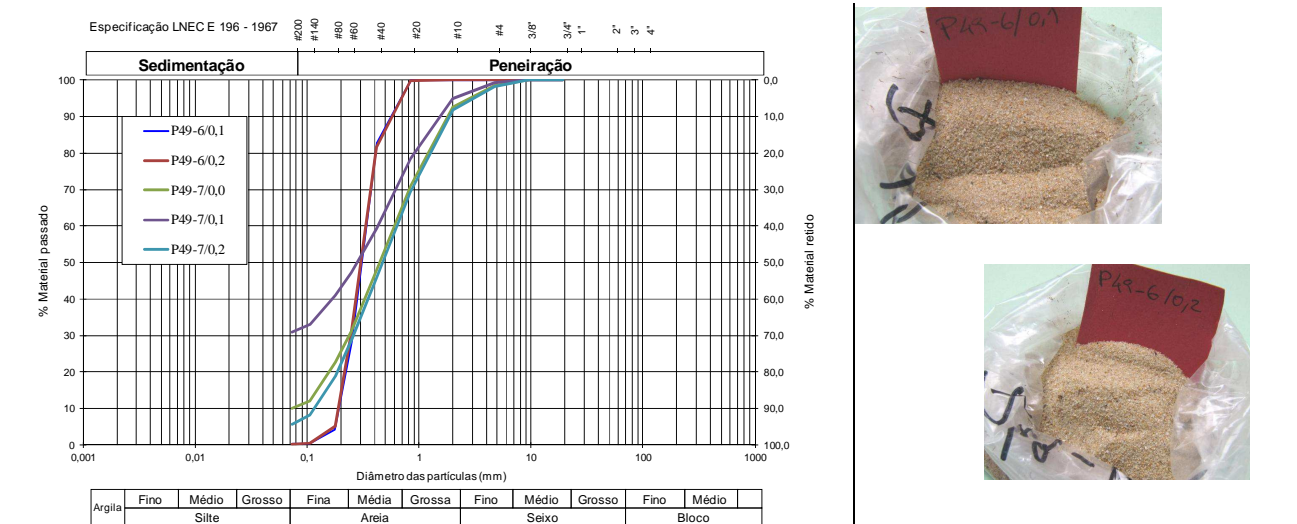 Especificação LNEC E 196 - 1967
#200 #140 #80 #60 #40 #20 #10 #4 3/8" 3/4" 1" 2" 3" 4"
Sedimentação Peneiração
100 0,0
90 10,0
80 20,0
70 30,0
60 40,0
50 50,0
40 60,0
30 70,0
20 80,0
10 90,0
0 100,0
P49-6/0,1
P49-6/0,2
P49-7/0,0
P49-7/0,1
P49-7/0,2
% Material passado
% Material retido
0,001 0,01 0,1 1 10 100 1000
Diâmetro das partículas (mm)
Argila Fino Médio Grosso Fina Média Grossa Fino Médio Grosso Fino Médio
Silte Areia Seixo Bloco
P49-6/0,1
P49-6/0,2